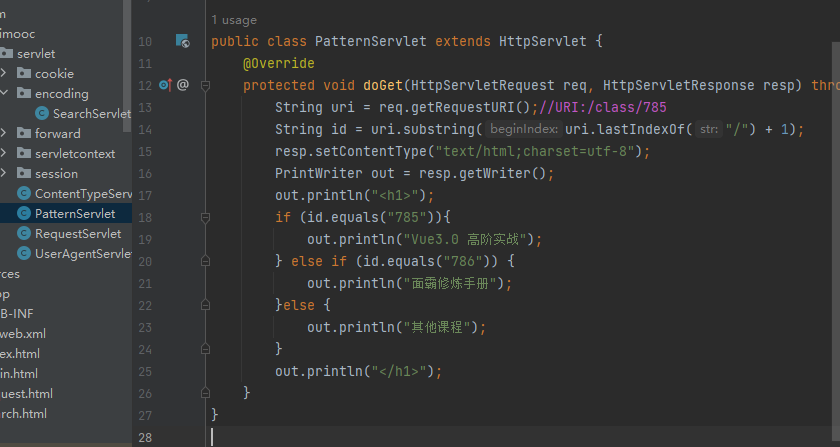 m
imooc
servlet
cookie
encoding
SearchServlet
forward
servletcontext
session
ContentTypeServ
PatternServlet
RequestServlet
UserAgentServlet
rces
pp
B-INF
web.xml
ex.html
in.html
quest.html
rch.html
1 usage
10 public class PatternServlet extends HttpServlet {
11 @Override
12 @ protected void doGet(HttpServletRequest req, HttpServletResponse resp) thro
13 String uri = req.getRequestURI();//URI:/class/785
14 String id = uri.substring( beginIndex: uri.lastIndexOf( str: "/") + 1);
15 resp.setContentType("text/html;charset=utf-8");
16 PrintWriter out = resp.getWriter();
17 out.println("<h1>");
18 if (id.equals("785")){
19 out.println("Vue3.0 高阶实战");
20 } else if (id.equals("786")) {
21 out.println("面霸修炼手册");
22 }else {
23 out.println("其他课程");
24 }
25 out.println("</h1>");
26 }
27 }
28